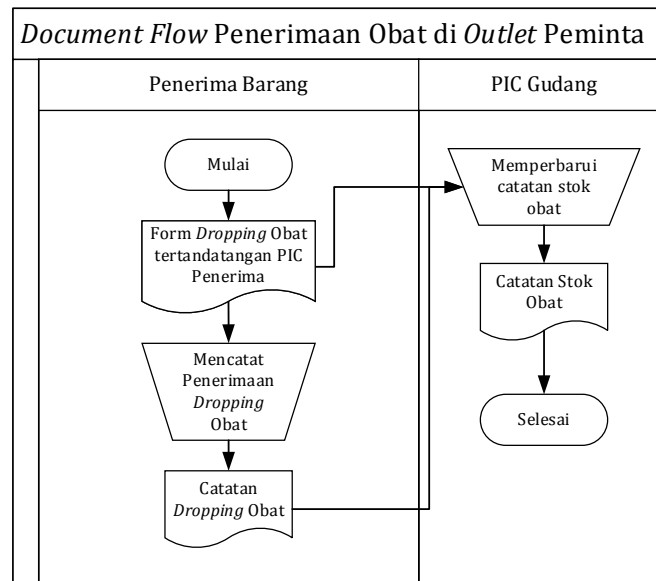 Document Flow Penerimaan Obat di Outlet Peminta
Penerima Barang
PIC Gudang
Mulai
Form Dropping Obat
tertandatangan PIC
Penerima
Mencatat
Penerimaan
Dropping
Obat
Catatan
Dropping Obat
Memperbarui
catatan stok
obat
Catatan Stok
Obat
Selesai